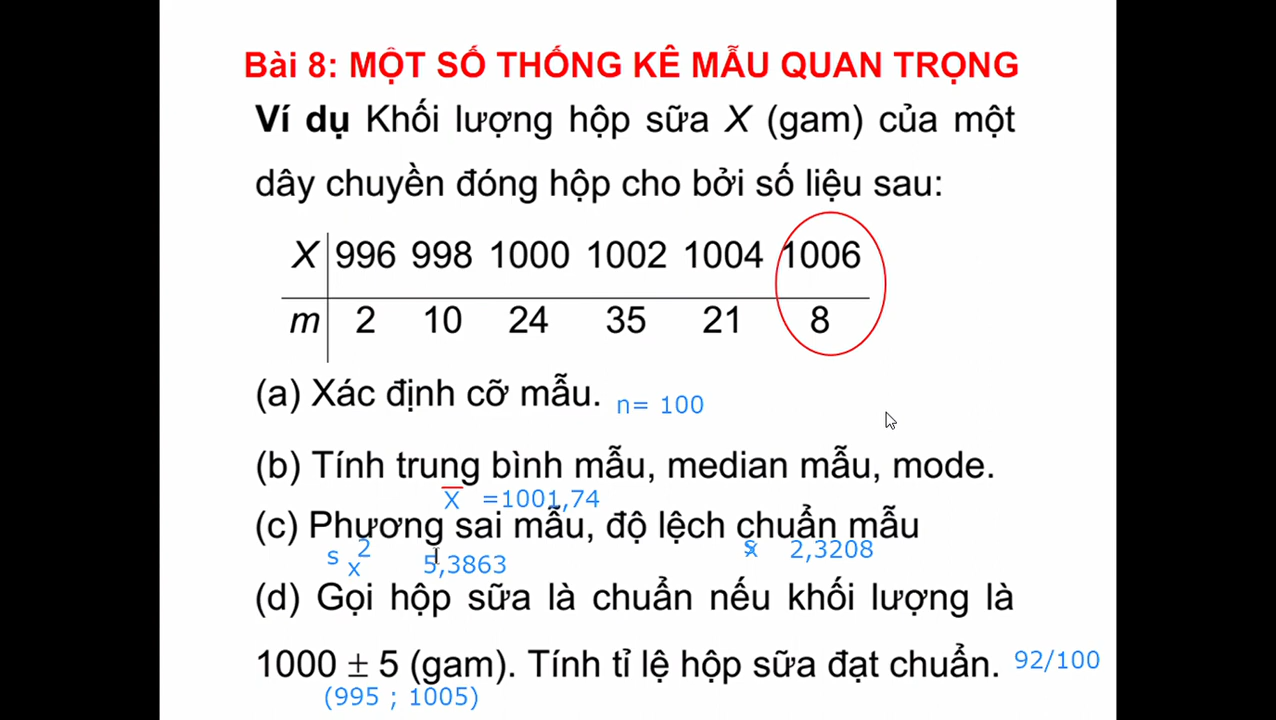 Bài 8: MỘT SỐ THỐNG KÊ MẪU QUAN TRỌNG
Ví dụ Khối lượng hộp sữa X (gam) của một
dây chuyền đóng hộp cho bởi số liệu sau:
X 996 998 1000 1002 1004 1006
m 2 10 24 35 21 8
(a) Xác định cỡ mẫu. n= 100
(b) Tính trung bình mẫu, median mẫu, mode.
x =1001,74
(c) Phương sai mẫu, độ lệch chuẩn mẫu
s x 2 5,3863 s x 2,3208
(d) Gọi hộp sữa là chuẩn nếu khối lượng là
1000 ± 5 (gam). Tính tỉ lệ hộp sữa đạt chuẩn. 92/100
(995 ; 1005)